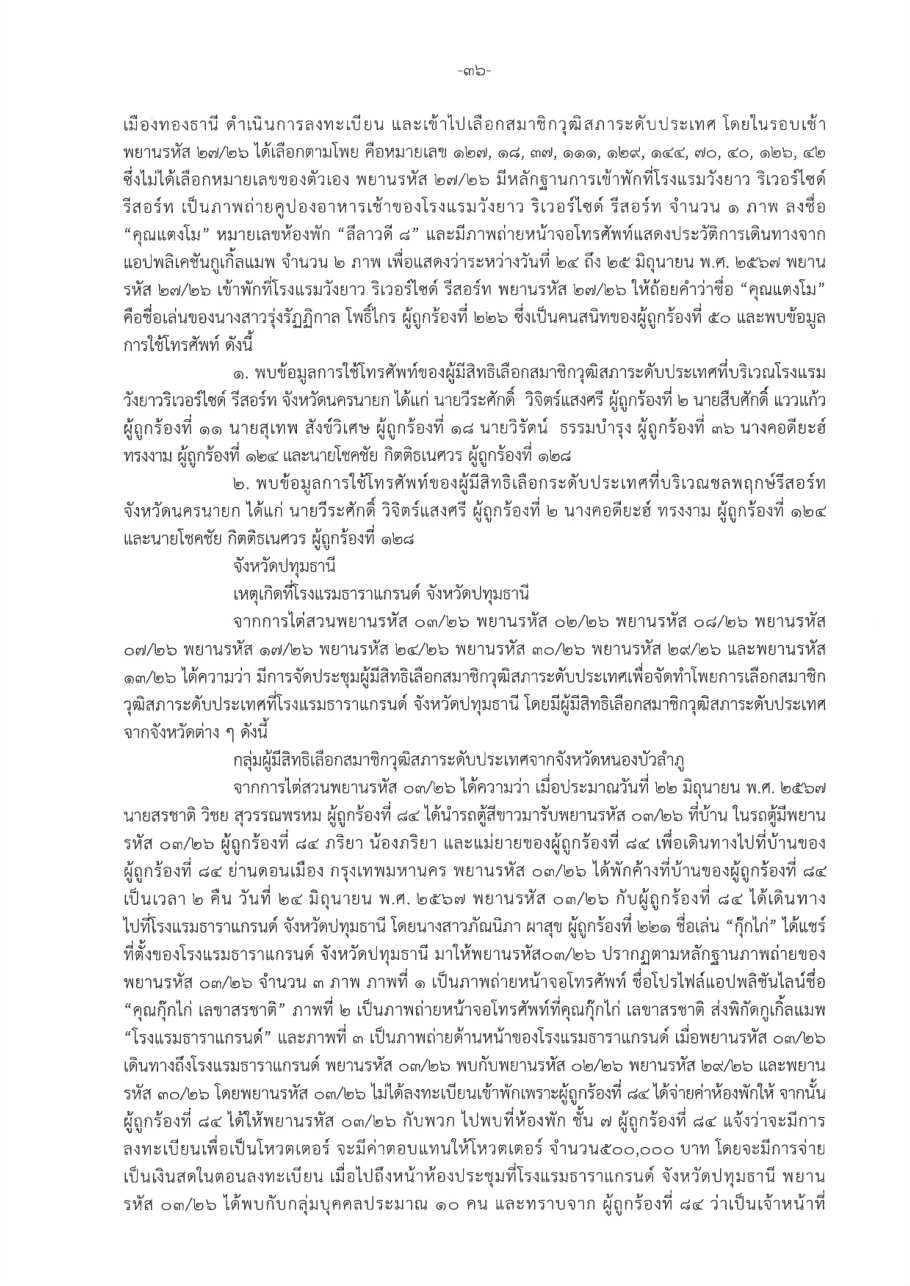 -๓๖-
เมืองทองธานี ดำเนินการลงทะเบียน และเข้าไปเลือกสมาชิกวุฒิสภาระดับประเทศ โดยในรอบเช้า
พยานรหัส ๒๗/๒๖ ได้เลือกตามโพย คือหมายเลข ๑๒๗, ๑๘, ๓๗, ๑๑๑, ๑๒๙, ๑๔๔, ๗๐, ๔๐, ๑๒๖, ๔๒
ซึ่งไม่ได้เลือกหมายเลขของตัวเอง พยานรหัส ๒๗/๒๖ มีหลักฐานการเข้าพักที่โรงแรมวังยาว ริเวอร์ไซด์
รีสอร์ท เป็นภาพถ่ายคูปองอาหารเช้าของโรงแรมวังยาว ริเวอร์ไซด์ รีสอร์ท จำนวน ๑ ภาพ ลงชื่อ
“คุณแตงโม” หมายเลขห้องพัก “ลีลาวดี ๘” และมีภาพถ่ายหน้าจอโทรศัพท์แสดงประวัติการเดินทางจาก
แอปพลิเคชันกูเกิ้ลแมพ จำนวน ๒ ภาพ เพื่อแสดงว่าระหว่างวันที่ ๒๔ ถึง ๒๕ มิถุนายน พ.ศ. ๒๕๖๗ พยาน
รหัส ๒๗/๒๖ เข้าพักที่โรงแรมวังยาว ริเวอร์ไซด์ รีสอร์ท พยานรหัส ๒๗/๒๖ ให้ถ้อยคำว่าชื่อ “คุณแตงโม”
คือชื่อเล่นของนางสาวรุ่งรัฏฏิกาล โพธิ์ไกร ผู้ถูกร้องที่ ๒๒๖ ซึ่งเป็นคนสนิทของผู้ถูกร้องที่ ๕๐ และพบข้อมูล
การใช้โทรศัพท์ ดังนี้
๑. พบข้อมูลการใช้โทรศัพท์ของผู้มีสิทธิเลือกสมาชิกวุฒิสภาระดับประเทศที่บริเวณโรงแรม
วังยาวริเวอร์ไซด์ รีสอร์ท จังหวัดนครนายก ได้แก่ นายวีระศักดิ์ วิจิตร์แสงศรี ผู้ถูกร้องที่ ๒ นายสืบศักดิ์ แววแก้ว
ผู้ถูกร้องที่ ๑๑ นายสุเทพ สังข์วิเศษ ผู้ถูกร้องที่ ๑๘ นายวิรัตน์ ธรรมบำรุง ผู้ถูกร้องที่ ๓๖ นางคอดียะฮ์
ทรงงาม ผู้ถูกร้องที่ ๑๒๔ และนายโชคชัย กิตติธเนศวร ผู้ถูกร้องที่ ๑๒๘
๒. พบข้อมูลการใช้โทรศัพท์ของผู้มีสิทธิเลือกระดับประเทศที่บริเวณชลพฤกษ์รีสอร์ท
จังหวัดนครนายก ได้แก่ นายวีระศักดิ์ วิจิตร์แสงศรี ผู้ถูกร้องที่ ๒ นางคอดียะฮ์ ทรงงาม ผู้ถูกร้องที่ ๑๒๔
และนายโชคชัย กิตติธเนศวร ผู้ถูกร้องที่ ๑๒๘
จังหวัดปทุมธานี
เหตุเกิดที่โรงแรมธาราแกรนด์ จังหวัดปทุมธานี
จากการไต่สวนพยานรหัส ๐๓/๒๖ พยานรหัส ๐๒/๒๖ พยานรหัส ๐๘/๒๖ พยานรหัส
๐๗/๒๖ พยานรหัส ๑๗/๒๖ พยานรหัส ๒๔/๒๖ พยานรหัส ๓๐/๒๖ พยานรหัส ๒๙/๒๖ และพยานรหัส
๑๓/๒๖ ได้ความว่า มีการจัดประชุมผู้มีสิทธิเลือกสมาชิกวุฒิสภาระดับประเทศเพื่อจัดทำโพยการเลือกสมาชิก
วุฒิสภาระดับประเทศที่โรงแรมธาราแกรนด์ จังหวัดปทุมธานี โดยมีผู้มีสิทธิเลือกสมาชิกวุฒิสภาระดับประเทศ
จากจังหวัดต่าง ๆ ดังนี้
กลุ่มผู้มีสิทธิเลือกสมาชิกวุฒิสภาระดับประเทศจากจังหวัดหนองบัวลำภู
จากการไต่สวนพยานรหัส ๐๓/๒๖ ได้ความว่า เมื่อประมาณวันที่ ๒๒ มิถุนายน พ.ศ. ๒๕๖๗
นายสรชาติ วิชย สุวรรณพรหม ผู้ถูกร้องที่ ๘๔ ได้นำรถตู้สีขาวมารับพยานรหัส ๐๓/๒๖ ที่บ้าน ในรถตู้มีพยาน
รหัส ๐๓/๒๖ ผู้ถูกร้องที่ ๘๔ ภริยา น้องภริยา และแม่ยายของผู้ถูกร้องที่ ๘๔ เพื่อเดินทางไปที่บ้านของ
ผู้ถูกร้องที่ ๘๔ ย่านดอนเมือง กรุงเทพมหานคร พยานรหัส ๐๓/๒๖ ได้พักค้างที่บ้านของผู้ถูกร้องที่ ๘๔
เป็นเวลา ๒ คืน วันที่ ๒๔ มิถุนายน พ.ศ. ๒๕๖๗ พยานรหัส ๐๓/๒๖ กับผู้ถูกร้องที่ ๘๔ ได้เดินทาง
ไปที่โรงแรมธาราแกรนด์ จังหวัดปทุมธานี โดยนางสาวภัณนิภา ผาสุข ผู้ถูกร้องที่ ๒๒๑ ชื่อเล่น “กุ๊กไก่” ได้แชร์
ที่ตั้งของโรงแรมธาราแกรนด์ จังหวัดปทุมธานี มาให้พยานรหัส๐๓/๒๖ ปรากฏตามหลักฐานภาพถ่ายของ
พยานรหัส ๐๓/๒๖ จำนวน ๓ ภาพ ภาพที่ ๑ เป็นภาพถ่ายหน้าจอโทรศัพท์ ชื่อโปรไฟล์แอปพลิชันไลน์ชื่อ
“คุณกุ๊กไก่ เลขาสรชาติ” ภาพที่ ๒ เป็นภาพถ่ายหน้าจอโทรศัพท์ที่คุณกุ๊กไก่ เลขาสรชาติ ส่งพิกัดกูเกิ้ลแมพ
“โรงแรมธาราแกรนด์” และภาพที่ ๓ เป็นภาพถ่ายด้านหน้าของโรงแรมธาราแกรนด์ เมื่อพยานรหัส ๐๓/๒๖
เดินทางถึงโรงแรมธาราแกรนด์ พยานรหัส ๐๓/๒๖ พบกับพยานรหัส ๐๒/๒๖ พยานรหัส ๒๙/๒๖ และพยาน
รหัส ๓๐/๒๖ โดยพยานรหัส ๐๓/๒๖ ไม่ได้ลงทะเบียนเข้าพักเพราะผู้ถูกร้องที่ ๘๔ ได้จ่ายค่าห้องพักให้ จากนั้น
ผู้ถูกร้องที่ ๘๔ ได้ให้พยานรหัส ๐๓/๒๖ กับพวก ไปพบที่ห้องพัก ชั้น ๗ ผู้ถูกร้องที่ ๘๔ แจ้งว่าจะมีการ
ลงทะเบียนเพื่อเป็นโหวตเตอร์ จะมีค่าตอบแทนให้โหวตเตอร์ จำนวน๕๐๐,๐๐๐ บาท โดยจะมีการจ่าย
เป็นเงินสดในตอนลงทะเบียน เมื่อไปถึงหน้าห้องประชุมที่โรงแรมธาราแกรนด์ จังหวัดปทุมธานี พยาน
รหัส ๐๓/๒๖ ได้พบกับกลุ่มบุคคลประมาณ ๑๐ คน และทราบจาก ผู้ถูกร้องที่ ๘๔ ว่าเป็นเจ้าหน้าที่